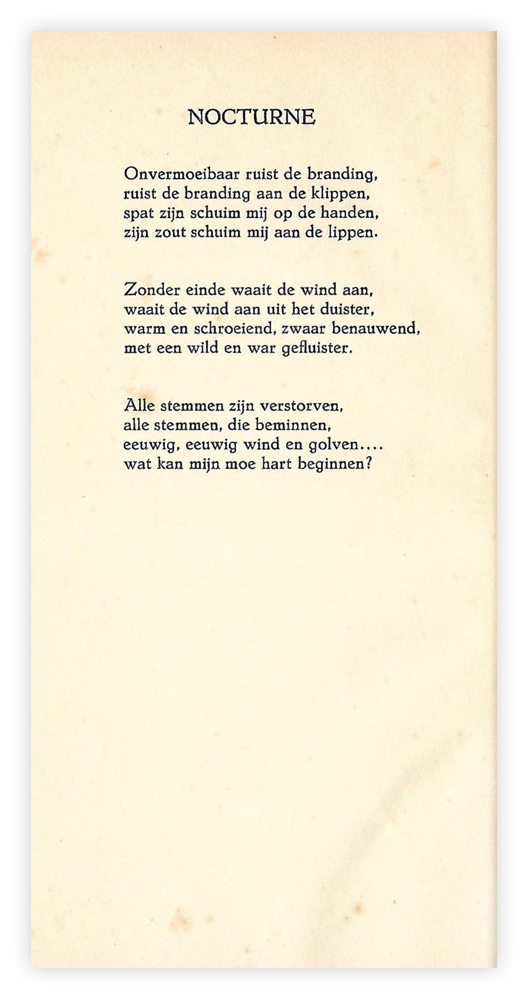 NOCTURNE
Onvermoeibaar ruist de branding,
ruist de branding aan de klippen,
spat zijn schuim mij op de handen,
zijn zout schuim mij aan de lippen.
Zonder einde waait de wind aan,
waait de wind aan uit het duister,
warm en schroeiend, zwaar benauwend,
met een wild en war gefluister.
Alle stemmen zijn verstorven,
alle stemmen, die beminnen,
eeuwig, eeuwig wind en golven....
wat kan mijn moe hart beginnen?